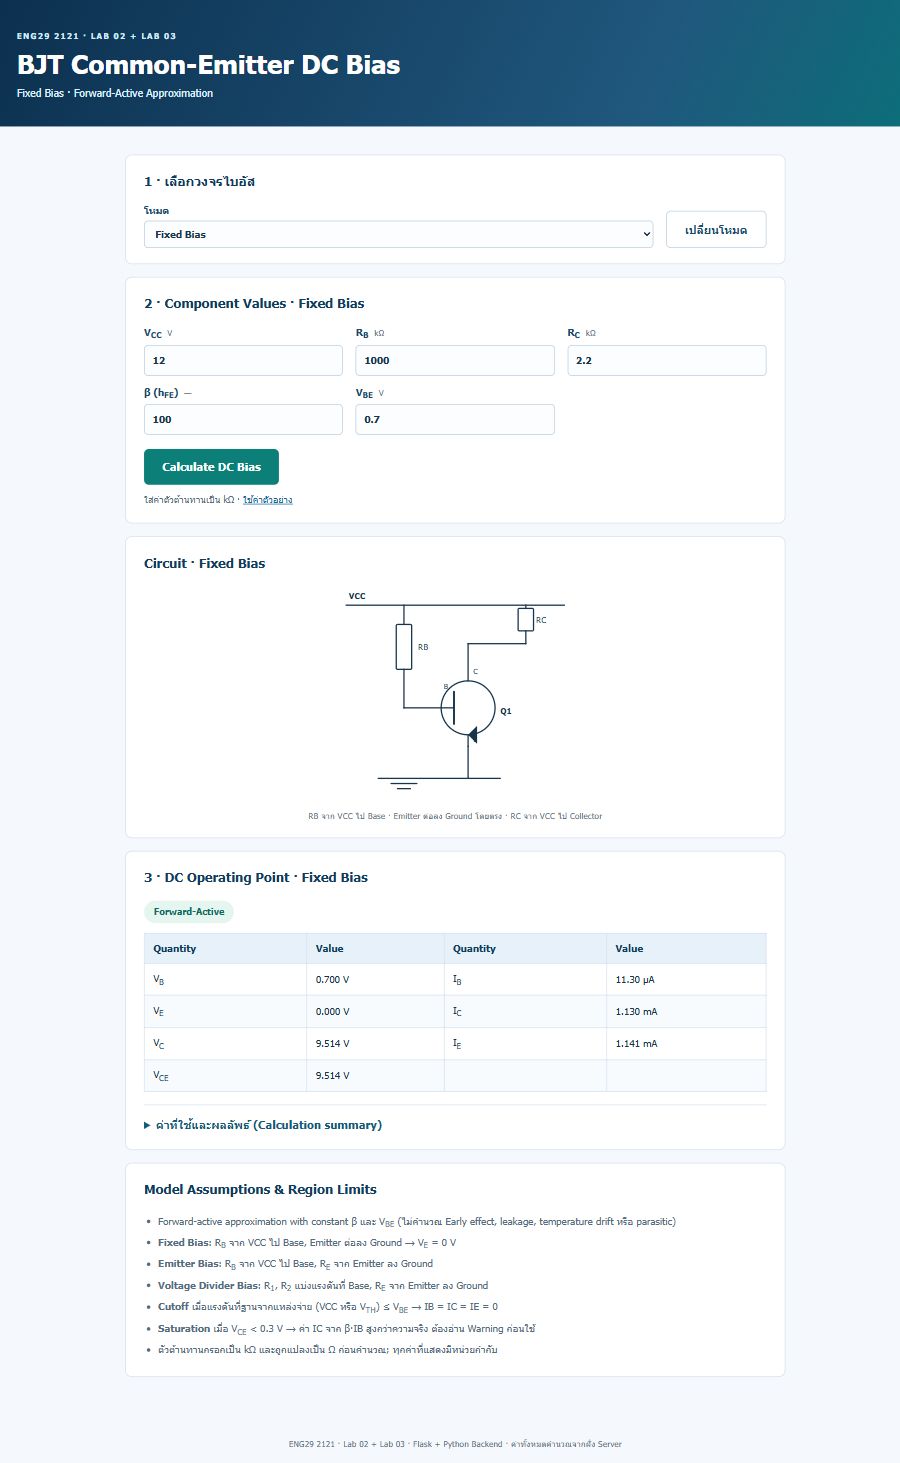 ENG29 2121 · LAB 02 + LAB 03
BJT Common-Emitter DC Bias
Fixed Bias · Forward-Active Approximation
1 · เลือกวงจรไบอัส
โหมด
Fixed Bias
เปลี่ยนโหมด
2 · Component Values · Fixed Bias
VCC V RB kΩ RC kΩ
12 1000 2.2
β (hFE) — VBE V
100 0.7
Calculate DC Bias
ใส่ค่าตัวต้านทานเป็น kΩ · ใช้ค่าตัวอย่าง
Circuit · Fixed Bias
VCC
RC
RB
C
B
Q1
RB จาก VCC ไป Base · Emitter ต่อลง Ground โดยตรง · RC จาก VCC ไป Collector
3 · DC Operating Point · Fixed Bias
Forward-Active
Quantity Value Quantity Value
VB 0.700 V IB 11.30 µA
VE 0.000 V IC 1.130 mA
VC 9.514 V IE 1.141 mA
VCE 9.514 V
▶ ค่าที่ใช้และผลลัพธ์ (Calculation summary)
Model Assumptions & Region Limits
• Forward-active approximation with constant β และ VBE (ไม่คำนวณ Early effect, leakage, temperature drift หรือ parasitic)
• Fixed Bias: RB จาก VCC ไป Base, Emitter ต่อลง Ground → VE = 0 V
• Emitter Bias: RB จาก VCC ไป Base, RE จาก Emitter ลง Ground
• Voltage Divider Bias: R1, R2 แบ่งแรงดันที่ Base, RE จาก Emitter ลง Ground
• Cutoff เมื่อแรงดันที่ฐานจากแหล่งจ่าย (VCC หรือ VTH) ≤ VBE → IB = IC = IE = 0
• Saturation เมื่อ VCE < 0.3 V → ค่า IC จาก β·IB สูงกว่าความจริง ต้องอ่าน Warning ก่อนใช้
• ตัวต้านทานกรอกเป็น kΩ และถูกแปลงเป็น Ω ก่อนคำนวณ; ทุกค่าที่แสดงมีหน่วยกำกับ
ENG29 2121 · Lab 02 + Lab 03 · Flask + Python Backend · ค่าทั้งหมดคำนวณจากฝั่ง Server